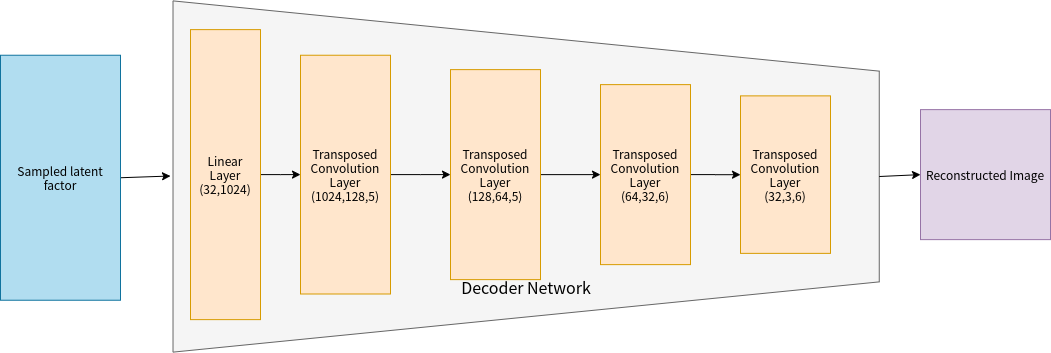 Sampled latent
factor
Linear
Layer
(32,1024)
Transposed
Convolution
Layer
(1024,128,5)
Transposed
Convolution
Layer
(128,64,5)
Transposed
Convolution
Layer
(64,32,6)
Transposed
Convolution
Layer
(32,3,6)
Reconstructed Image
Decoder Network